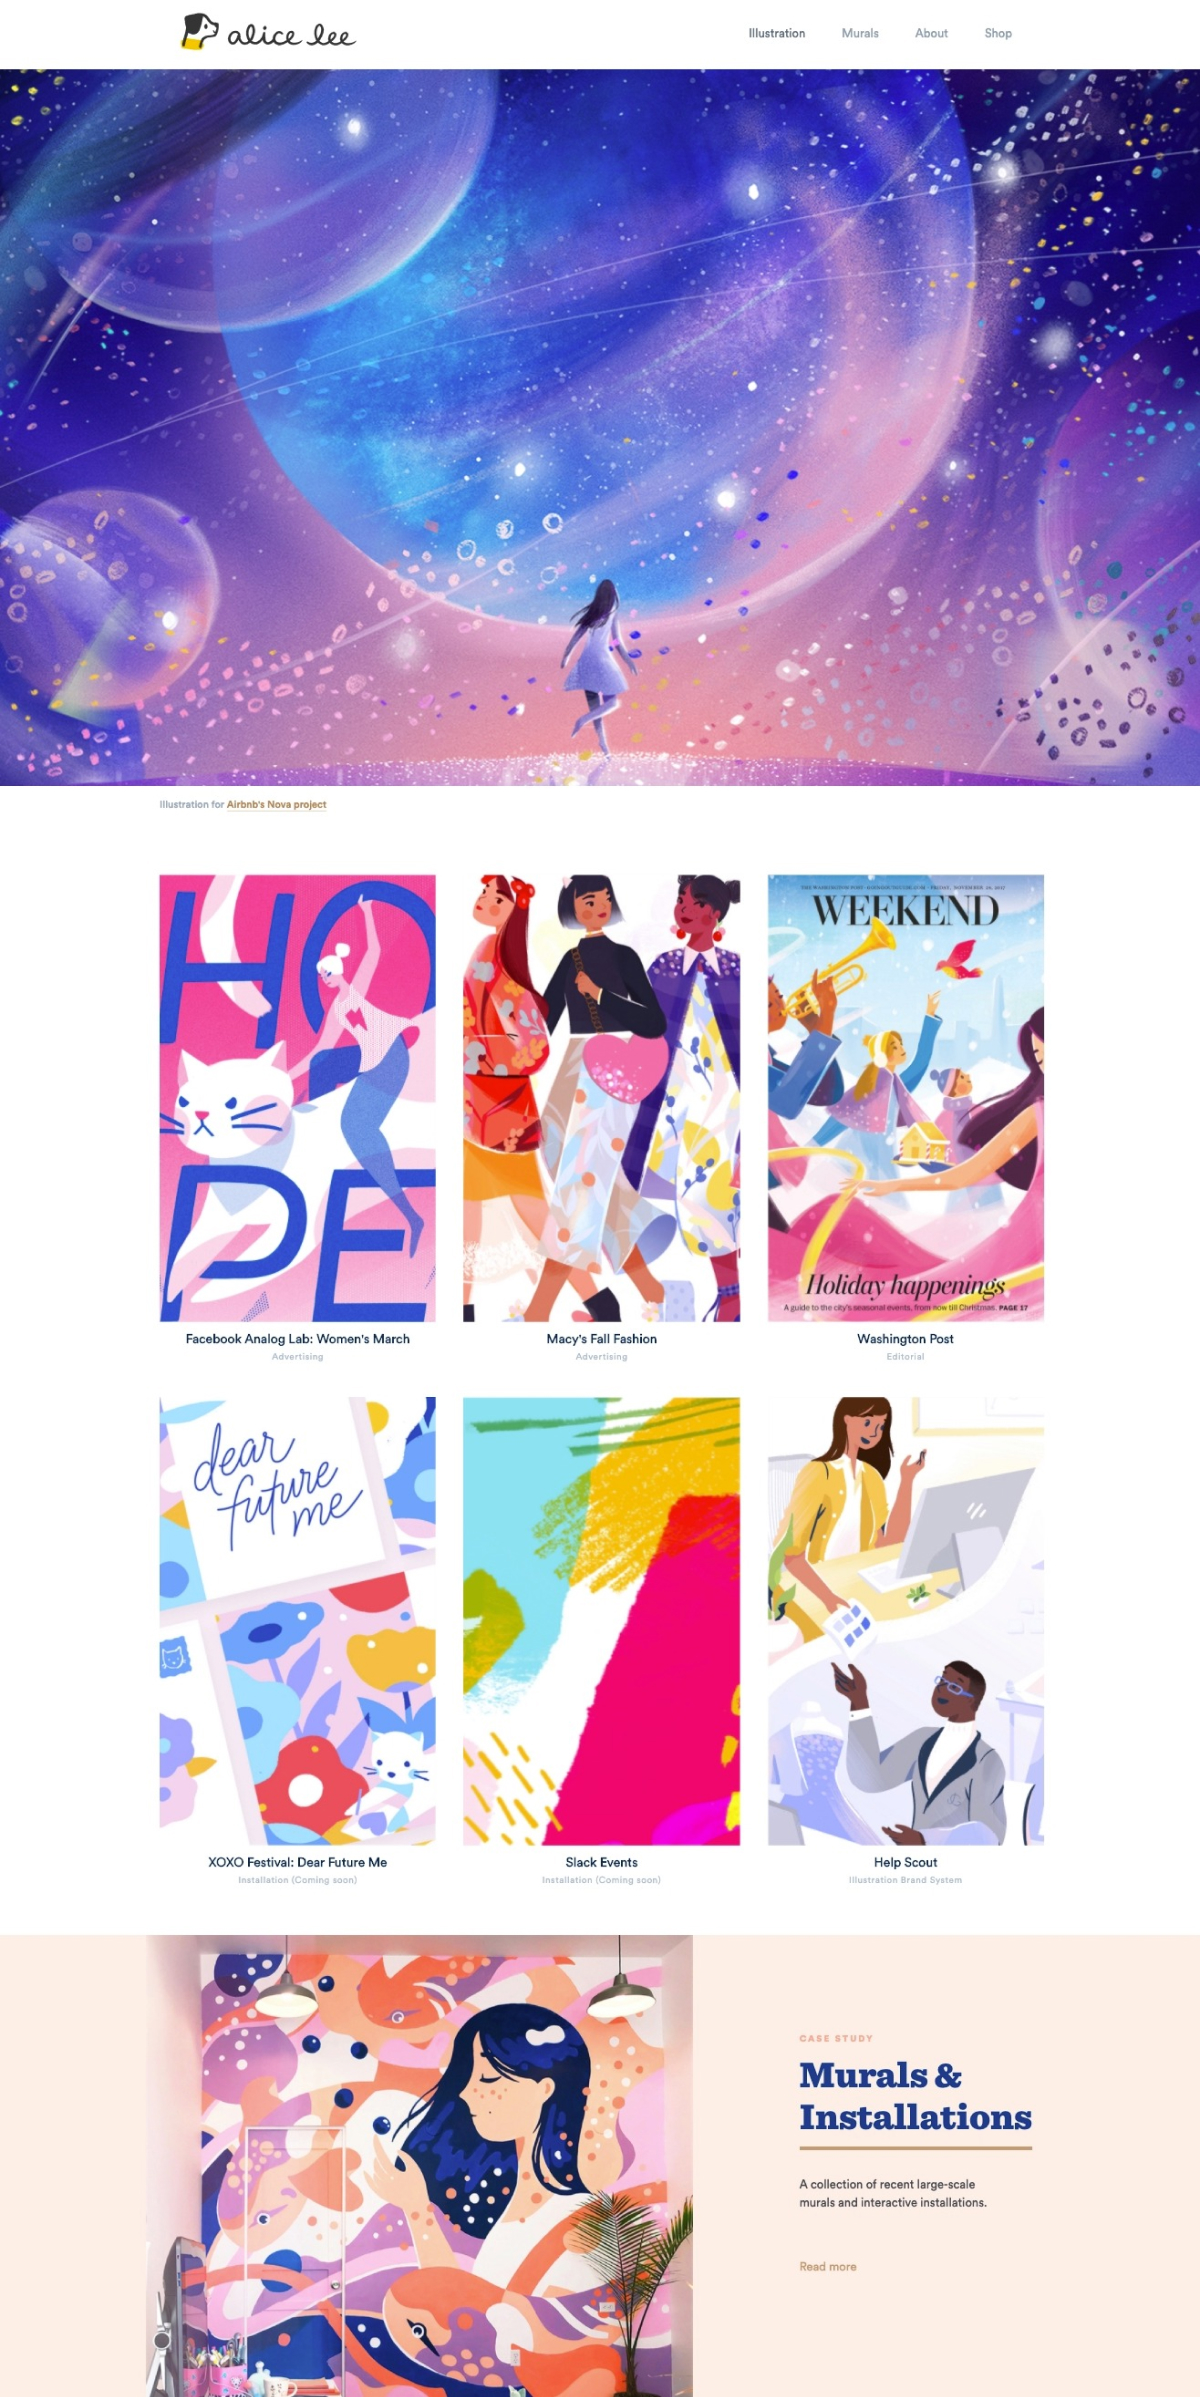 alice lee
Illustration
Murals
About
Shop
Illustration for Airbnb's Nova project
HO
PE
Facebook Analog Lab: Women's March
Advertising
Macy's Fall Fashion
Advertising
WEEKEND
Holiday happenings
A guide to the city's seasonal events, from now till Christmas. PAGE 17
Washington Post
Editorial
dear
future
me
XOXO Festival: Dear Future Me
Installation (Coming soon)
Slack Events
Installation (Coming soon)
Help Scout
Illustration Brand System
CASE STUDY
Murals &
Installations
A collection of recent large-scale
murals and interactive installations.
Read more